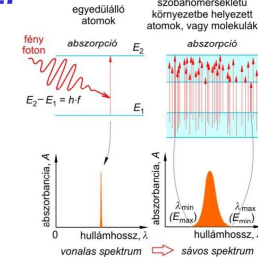 egyedülálló
atomok
szobahőmérsékletű
környezetbe helyezett
atomok, vagy molekulák
abszorpció
abszorpció
fény
foton
E2
E2 – E1 = h·f
E1
λmin
(Emax)
λmax
(Emin)
abszorbancia, A
abszorbancia, A
0
hullámhossz, λ
0
hullámhossz, λ
vonalas spektrum
sávos spektrum